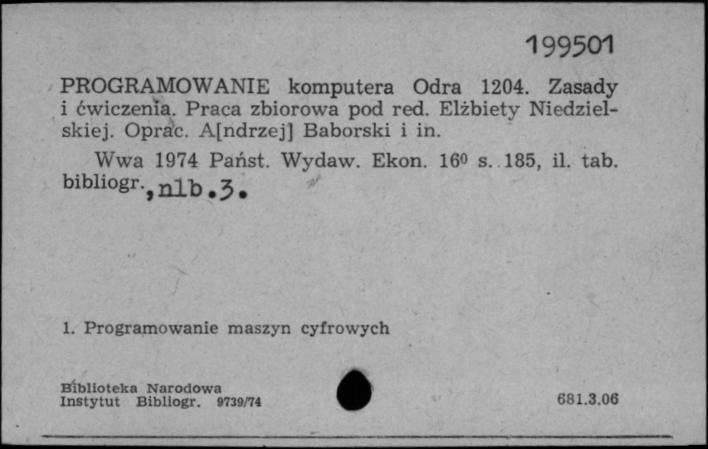 199501
PROGRAMOWANIE komputera Odra 1204. Zasady
i ćwiczenia. Praca zbiorowa pod red. Elżbiety Niedziel-
skiej. Oprac. A[ndrzej] Baborski i in.
Wwa 1974 Państ. Wydaw. Ekon. 16⁰ s. 185, il. tab.
bibliogr., nlb.3.
1. Programowanie maszyn cyfrowych
Biblioteka Narodowa
Instytut Bibliogr. 9739/74
681.3.06